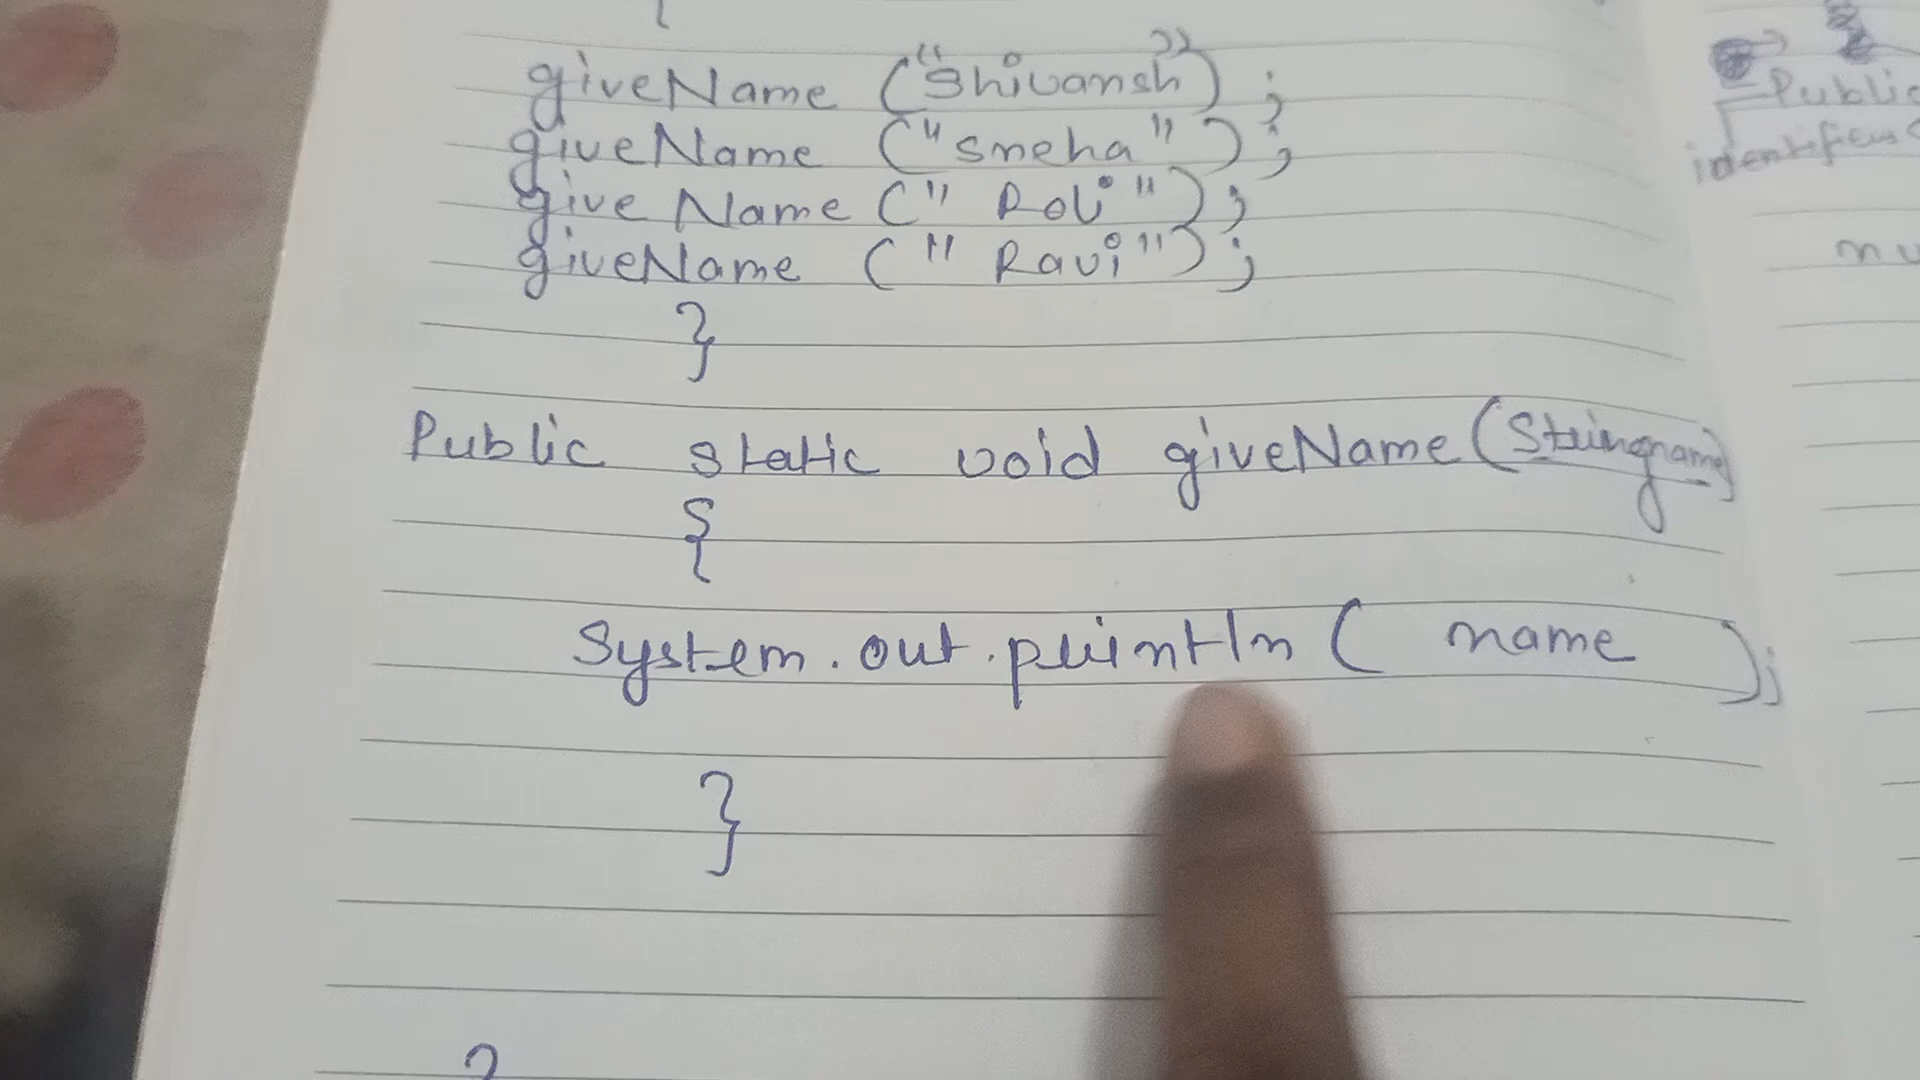 {
giveName ("Shivansh");
giveName ("Smeha");
give Name (" Roli");
giveName (" Ravi");
}
Public static void giveName (String name)
{
System.out.println ( name );
}
}
Public
identifiers